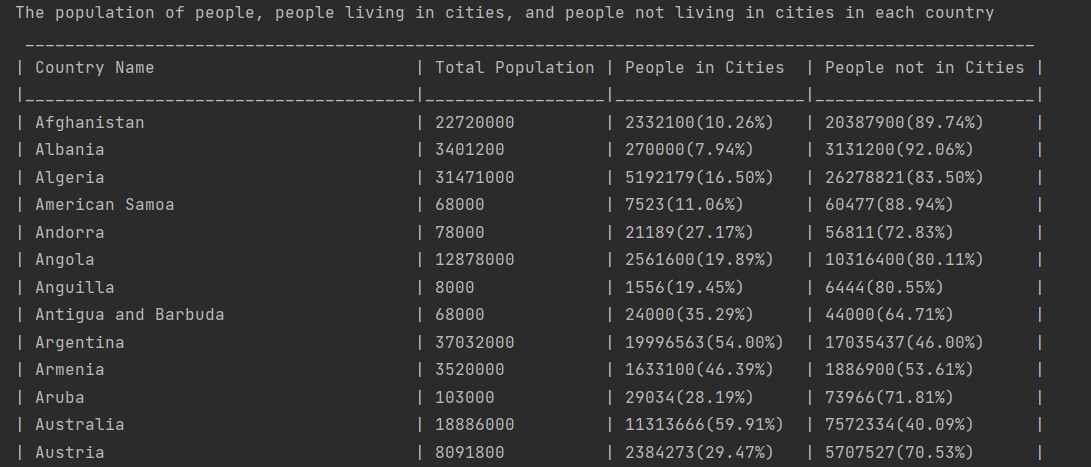 The population of people, people living in cities, and people not living in cities in each country
| Country Name | Total Population | People in Cities | People not in Cities |
| Afghanistan | 22720000 | 2332100(10.26%) | 20387900(89.74%) |
| Albania | 3401200 | 270000(7.94%) | 3131200(92.06%) |
| Algeria | 31471000 | 5192179(16.50%) | 26278821(83.50%) |
| American Samoa | 68000 | 7523(11.06%) | 60477(88.94%) |
| Andorra | 78000 | 21189(27.17%) | 56811(72.83%) |
| Angola | 12878000 | 2561600(19.89%) | 10316400(80.11%) |
| Anguilla | 8000 | 1556(19.45%) | 6444(80.55%) |
| Antigua and Barbuda | 68000 | 24000(35.29%) | 44000(64.71%) |
| Argentina | 37032000 | 19996563(54.00%) | 17035437(46.00%) |
| Armenia | 3520000 | 1633100(46.39%) | 1886900(53.61%) |
| Aruba | 103000 | 29034(28.19%) | 73966(71.81%) |
| Australia | 18886000 | 11313666(59.91%) | 7572334(40.09%) |
| Austria | 8091800 | 2384273(29.47%) | 5707527(70.53%) |